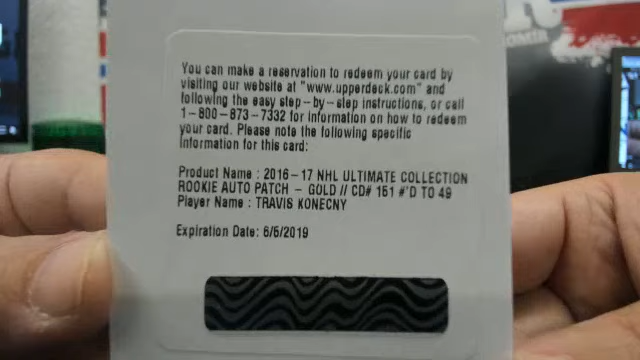 You can make a reservation to redeem your card by
visiting our website at "www.upperdeck.com" and
following the easy step-by-step instructions, or call
1-800-873-7332 for information on how to redeem
your card. Please note the following specific
information for this card:
Product Name : 2016-17 NHL ULTIMATE COLLECTION
ROOKIE AUTO PATCH - GOLD // CD# 151 #'D TO 49
Player Name : TRAVIS KONECNY
Expiration Date: 6/5/2019